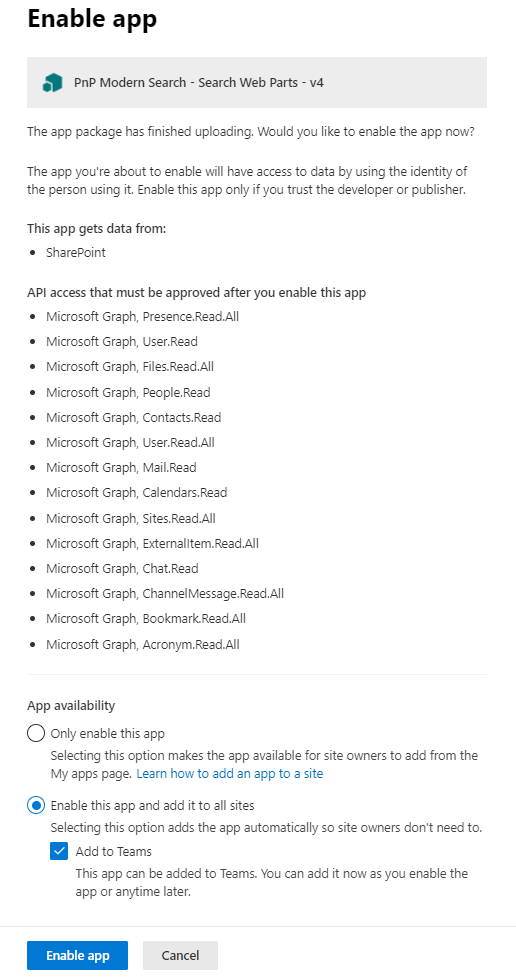 Enable app
PnP Modern Search - Search Web Parts - v4
The app package has finished uploading. Would you like to enable the app now?
The app you're about to enable will have access to data by using the identity of
the person using it. Enable this app only if you trust the developer or publisher.
This app gets data from:
• SharePoint
API access that must be approved after you enable this app
• Microsoft Graph, Presence.Read.All
• Microsoft Graph, User.Read
• Microsoft Graph, Files.Read.All
• Microsoft Graph, People.Read
• Microsoft Graph, Contacts.Read
• Microsoft Graph, User.Read.All
• Microsoft Graph, Mail.Read
• Microsoft Graph, Calendars.Read
• Microsoft Graph, Sites.Read.All
• Microsoft Graph, ExternalItem.Read.All
• Microsoft Graph, Chat.Read
• Microsoft Graph, ChannelMessage.Read.All
• Microsoft Graph, Bookmark.Read.All
• Microsoft Graph, Acronym.Read.All
App availability
Only enable this app
Selecting this option makes the app available for site owners to add from the
My apps page. Learn how to add an app to a site
Enable this app and add it to all sites
Selecting this option adds the app automatically so site owners don't need to.
Add to Teams
This app can be added to Teams. You can add it now as you enable the
app or anytime later.
Enable app Cancel